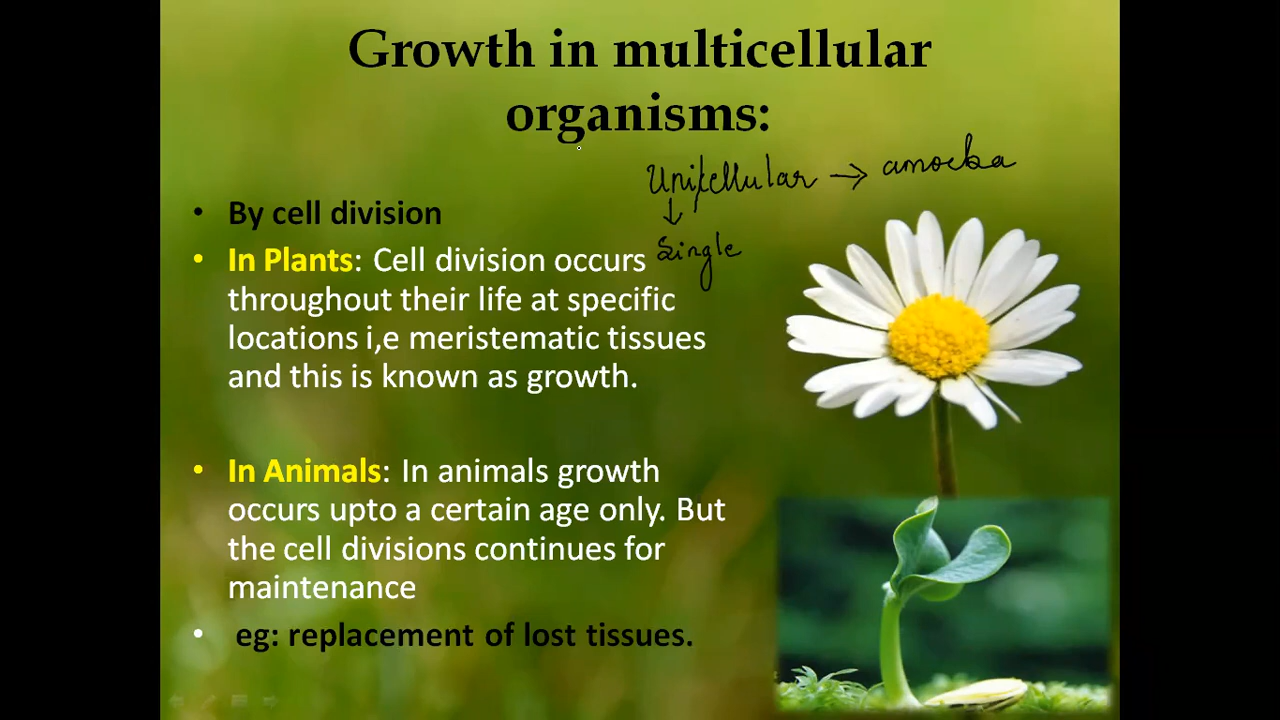 Growth in multicellular
organisms:
Unicellular → amoeba
↓
Single
• By cell division
• In Plants: Cell division occurs
throughout their life at specific
locations i,e meristematic tissues
and this is known as growth.
• In Animals: In animals growth
occurs upto a certain age only. But
the cell divisions continues for
maintenance
• eg: replacement of lost tissues.